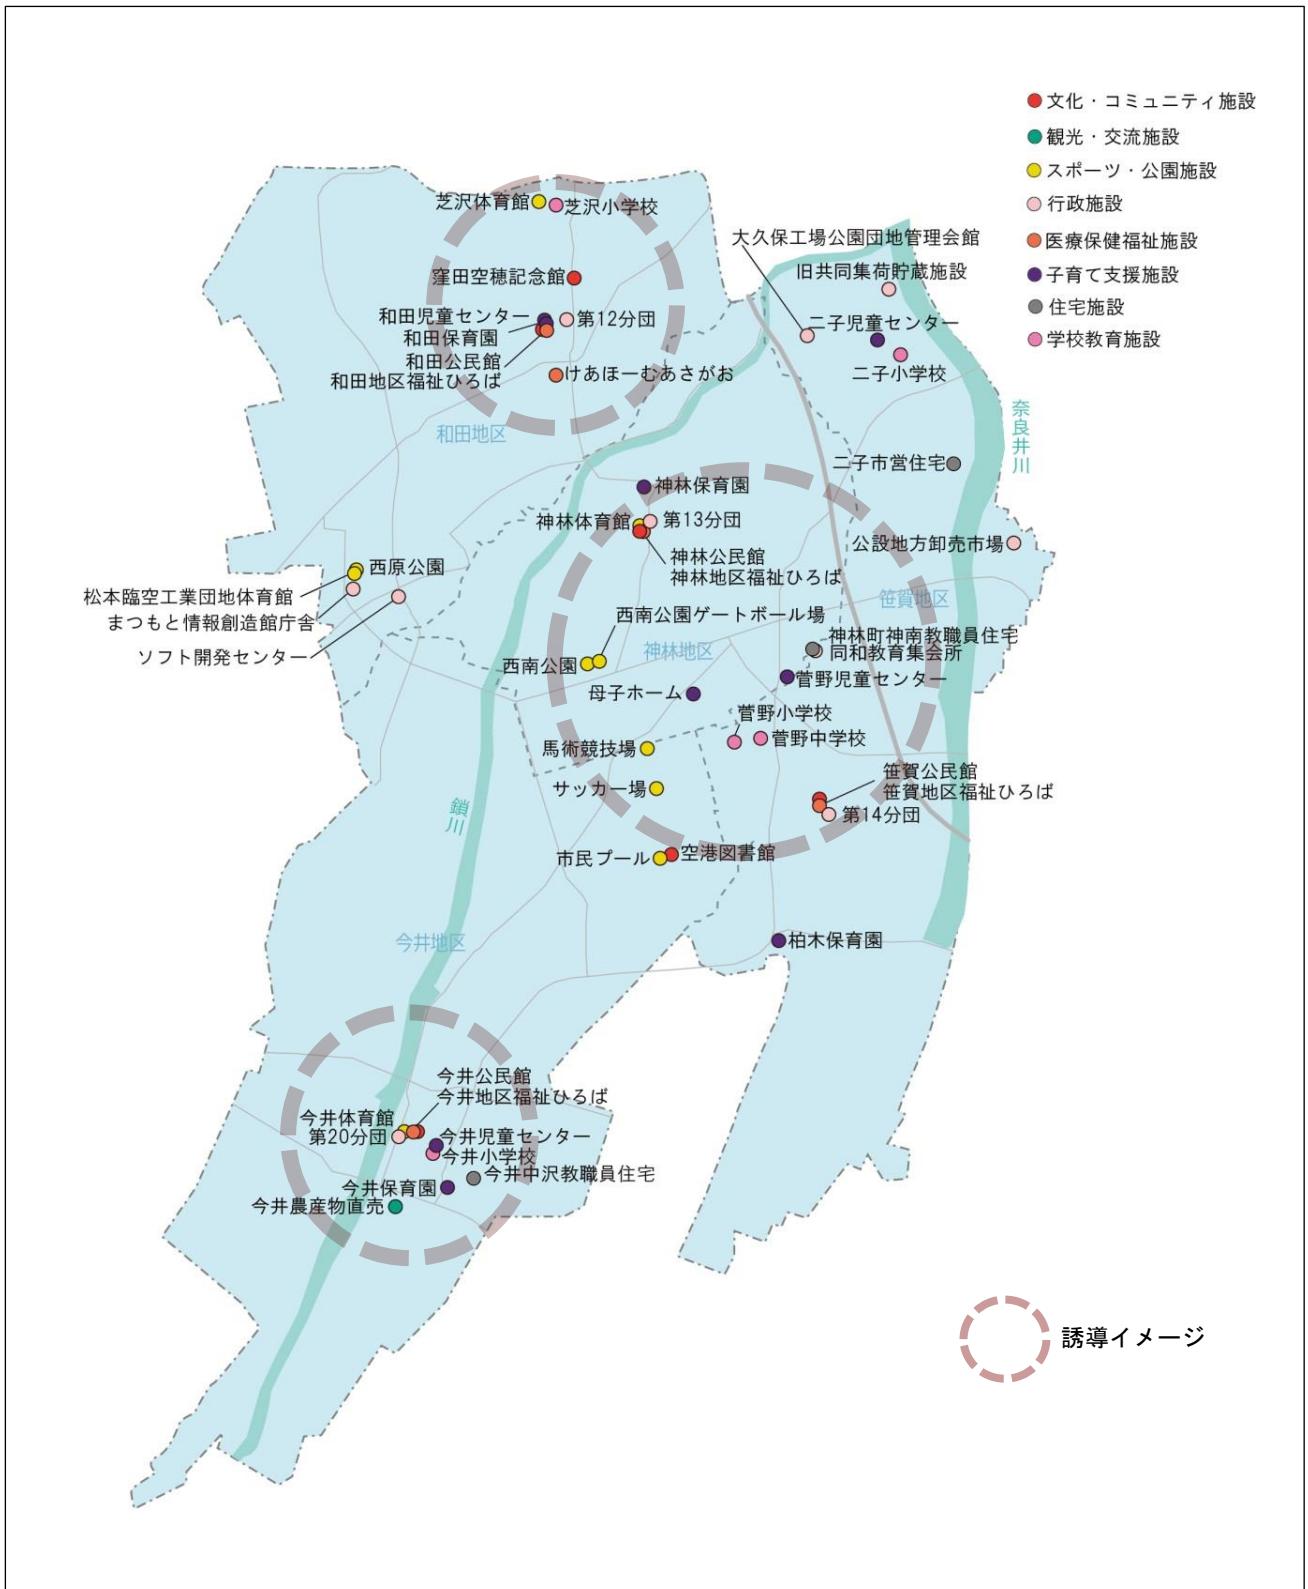 文化・コミュニティ施設
観光・交流施設
スポーツ・公園施設
行政施設
医療保健福祉施設
子育て支援施設
住宅施設
学校教育施設
芝沢体育館
芝沢小学校
窪田空穂記念館
和田児童センター
第12分団
和田保育園
和田公民館
和田地区福祉ひろば
けあほーむあさがお
和田地区
大久保工場公園団地管理会館
旧共同集荷貯蔵施設
二子児童センター
二子小学校
奈良井川
二子市営住宅
公設地方卸売市場
神林保育園
神林体育館
第13分団
神林公民館
神林地区福祉ひろば
笹賀地区
西原公園
松本臨空工業団地体育館
まつもと情報創造館庁舎
ソフト開発センター
西南公園ゲートボール場
神林地区
西南公園
神林町神南教職員住宅
同和教育集会所
母子ホーム
菅野児童センター
菅野小学校
菅野中学校
馬術競技場
サッカー場
笹賀公民館
笹賀地区福祉ひろば
第14分団
鎖川
市民プール
空港図書館
今井地区
柏木保育園
今井公民館
今井地区福祉ひろば
今井体育館
第20分団
今井児童センター
今井小学校
今井中沢教職員住宅
今井保育園
今井農産物直売
誘導イメージ